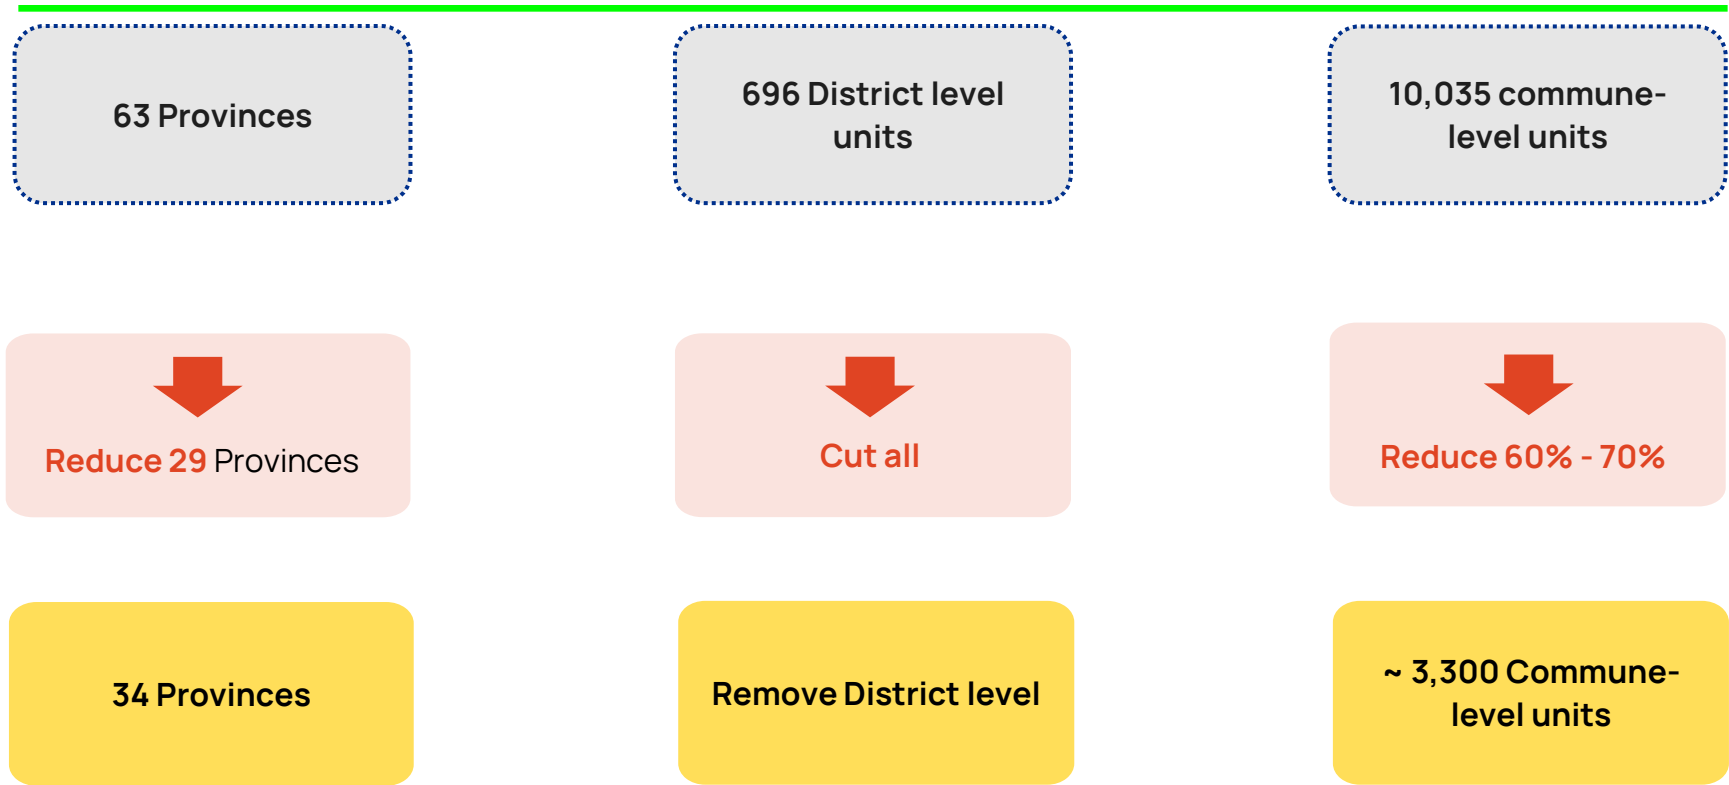 63 Provinces
696 District level
units
10,035 commune-
level units
Reduce 29 Provinces
Cut all
Reduce 60% - 70%
34 Provinces
Remove District level
~ 3,300 Commune-
level units